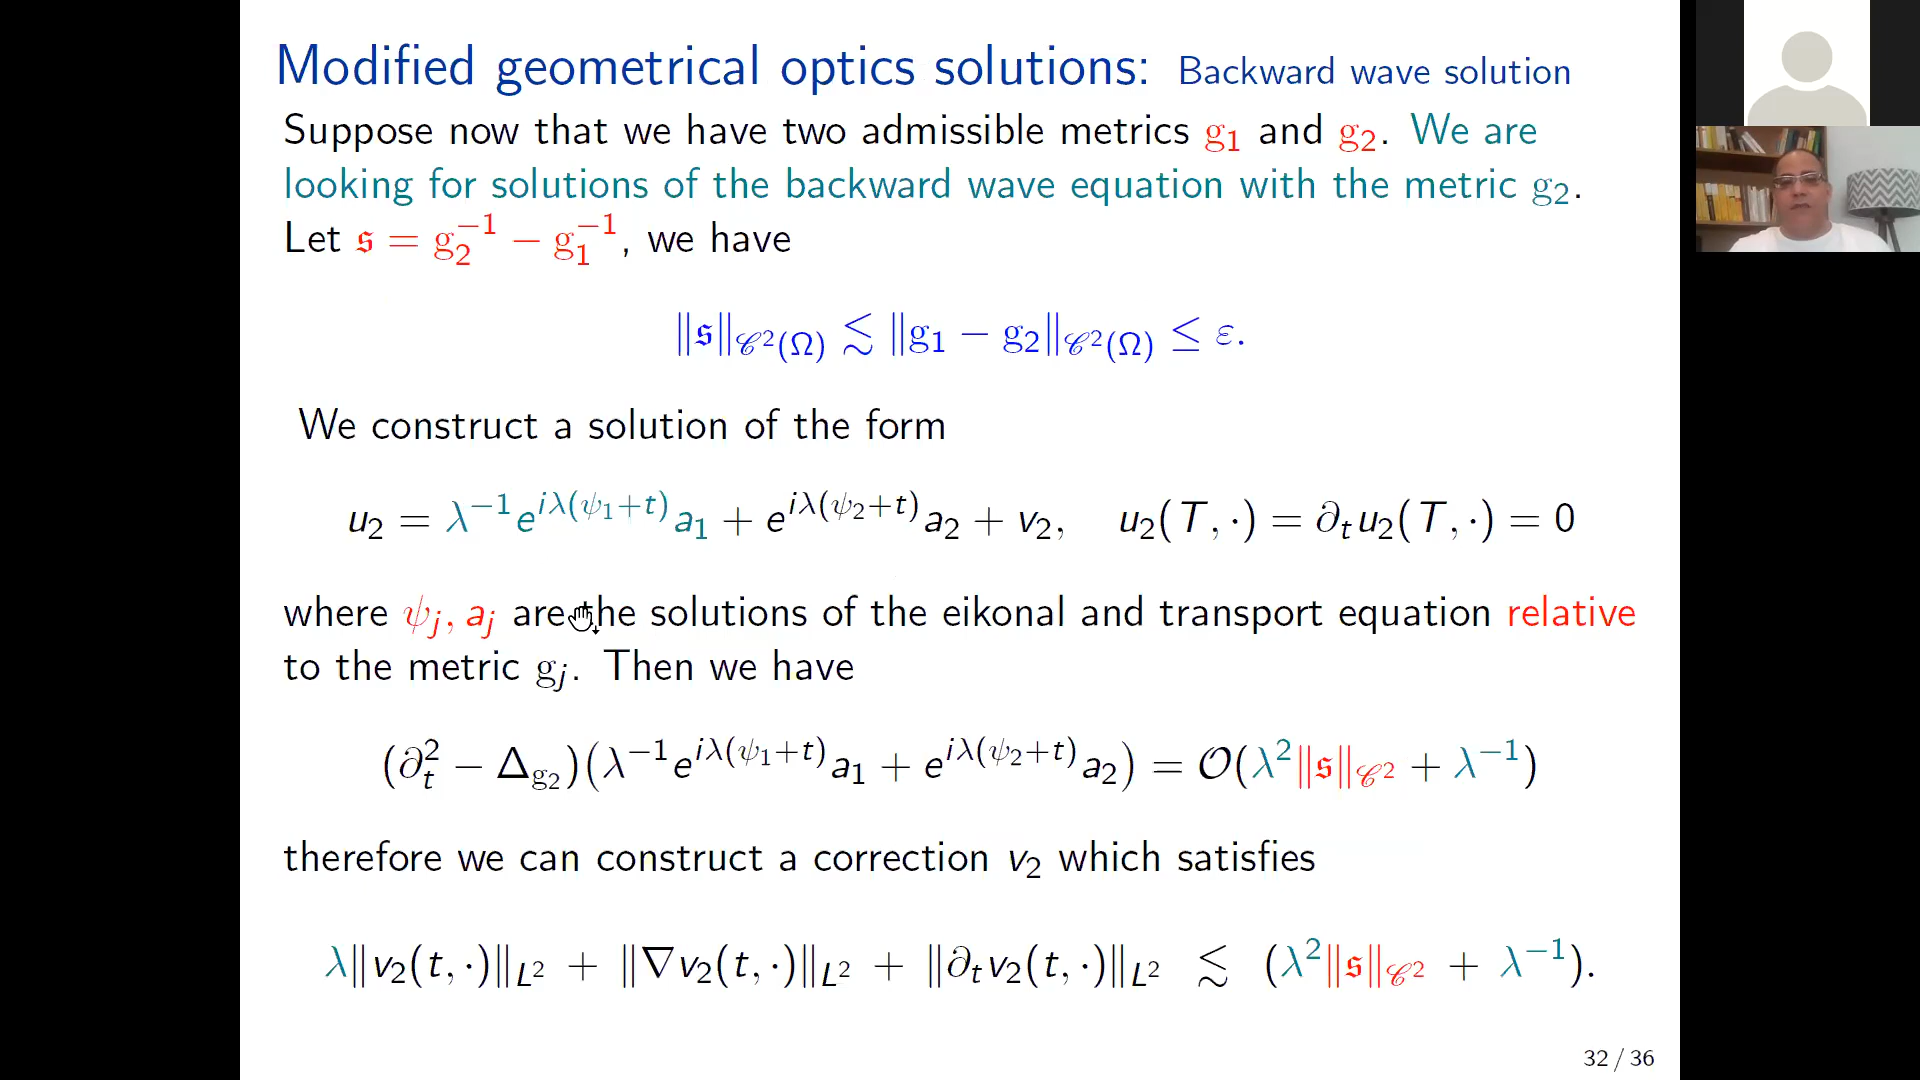 Modified geometrical optics solutions: Backward wave solution
Suppose now that we have two admissible metrics g₁ and g₂. We are
looking for solutions of the backward wave equation with the metric g₂.
Let 𝔰 = g₂⁻¹ − g₁⁻¹, we have
‖𝔰‖_{𝒞²(Ω)} ≲ ‖g₁ − g₂‖_{𝒞²(Ω)} ≤ ε.
We construct a solution of the form
u₂ = λ⁻¹e^{iλ(ψ₁+t)}a₁ + e^{iλ(ψ₂+t)}a₂ + v₂, u₂(T, ·) = ∂ₜu₂(T, ·) = 0
where ψⱼ, aⱼ are the solutions of the eikonal and transport equation relative
to the metric gⱼ. Then we have
(∂ₜ² − Δ_{g₂})(λ⁻¹e^{iλ(ψ₁+t)}a₁ + e^{iλ(ψ₂+t)}a₂) = 𝒪(λ²‖𝔰‖_{𝒞²} + λ⁻¹)
therefore we can construct a correction v₂ which satisfies
λ‖v₂(t, ·)‖_{L²} + ‖∇v₂(t, ·)‖_{L²} + ‖∂ₜv₂(t, ·)‖_{L²} ≲ (λ²‖𝔰‖_{𝒞²} + λ⁻¹).
32 / 36